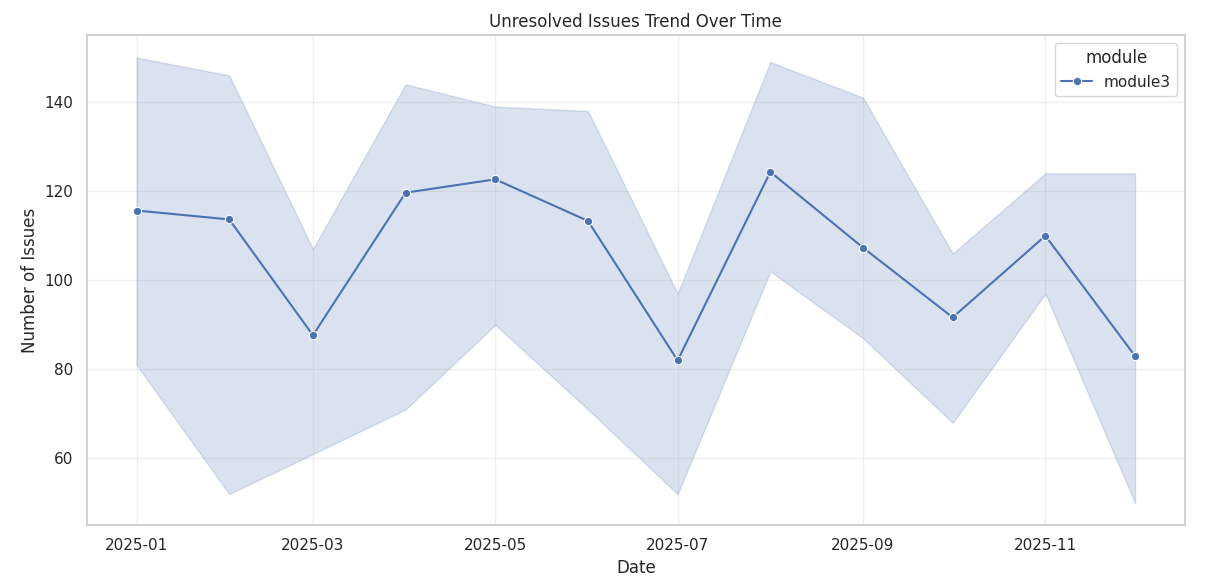 Unresolved Issues Trend Over Time
module
module3
140
120
100
80
60
Number of Issues
2025-01 2025-03 2025-05 2025-07 2025-09 2025-11
Date